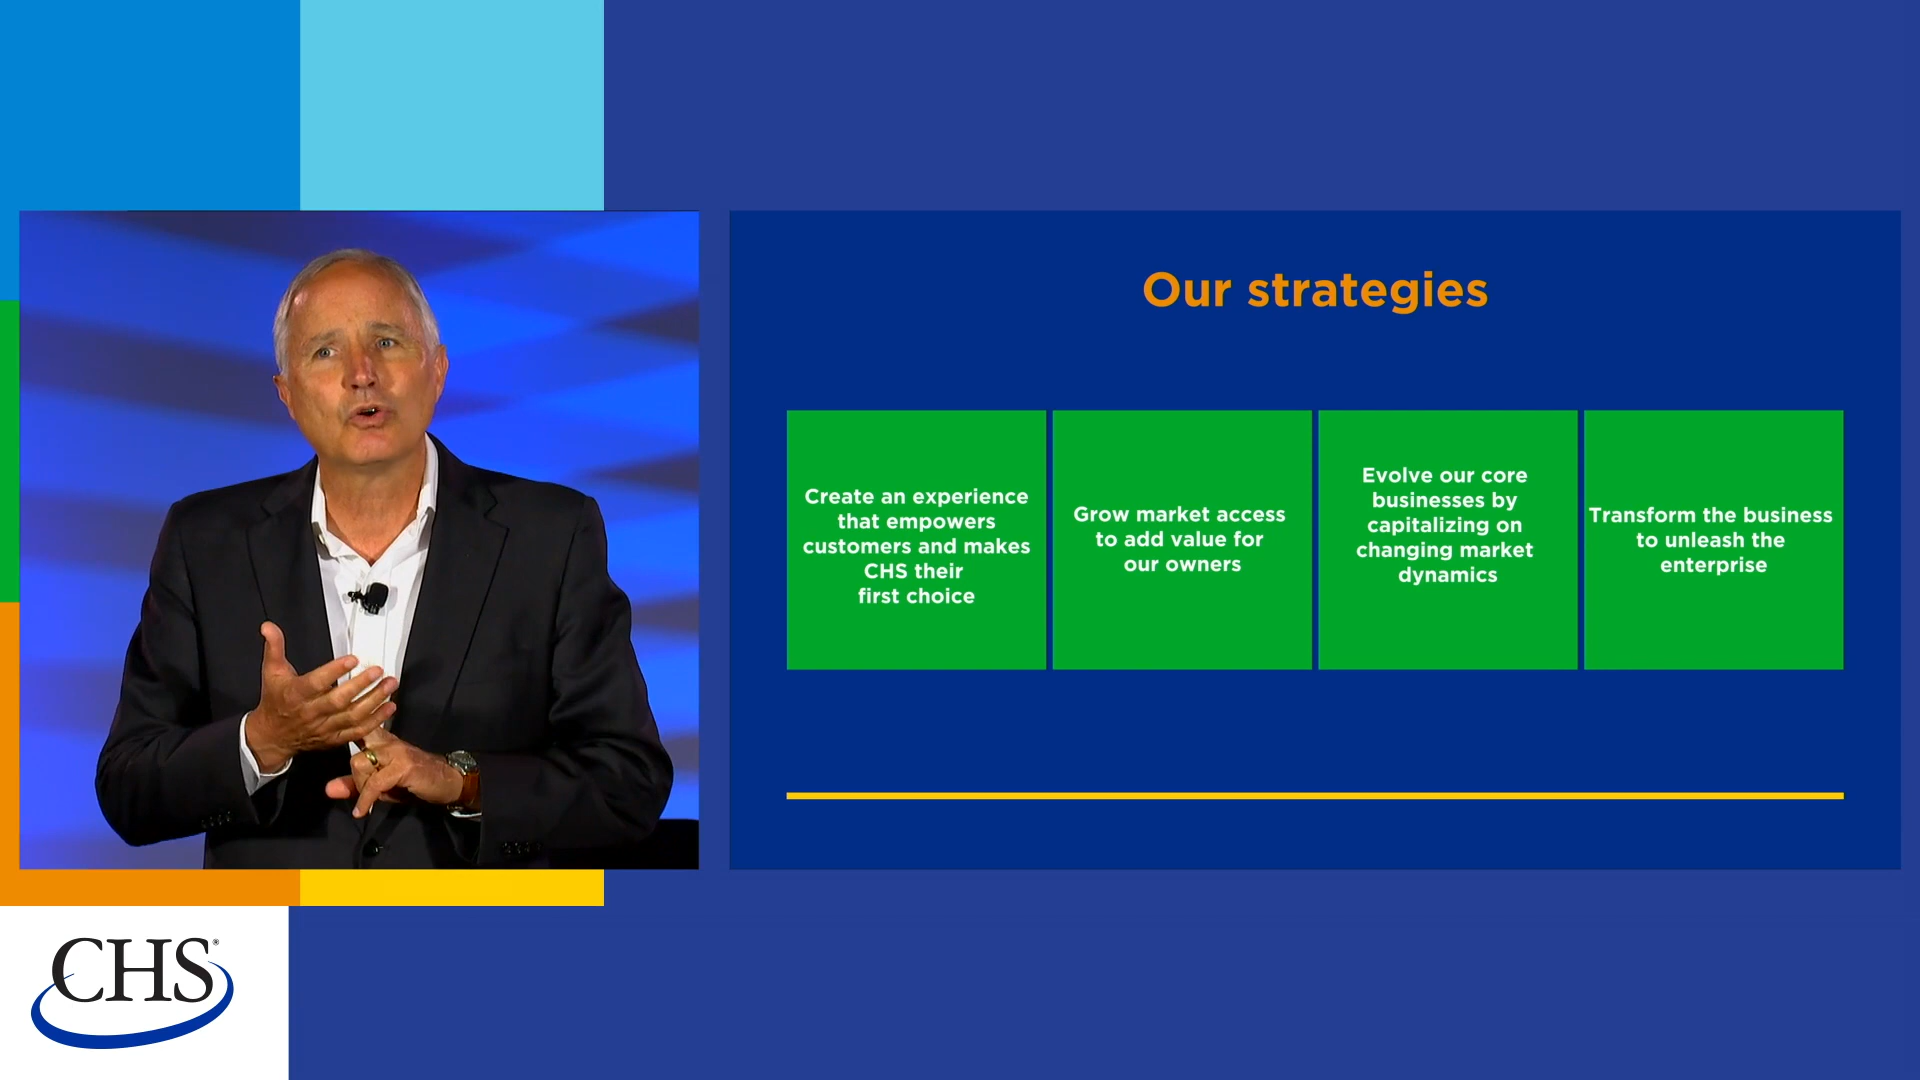 Our strategies
Create an experience
that empowers
customers and makes
CHS their
first choice
Grow market access
to add value for
our owners
Evolve our core
businesses by
capitalizing on
changing market
dynamics
Transform the business
to unleash the
enterprise
CHS®